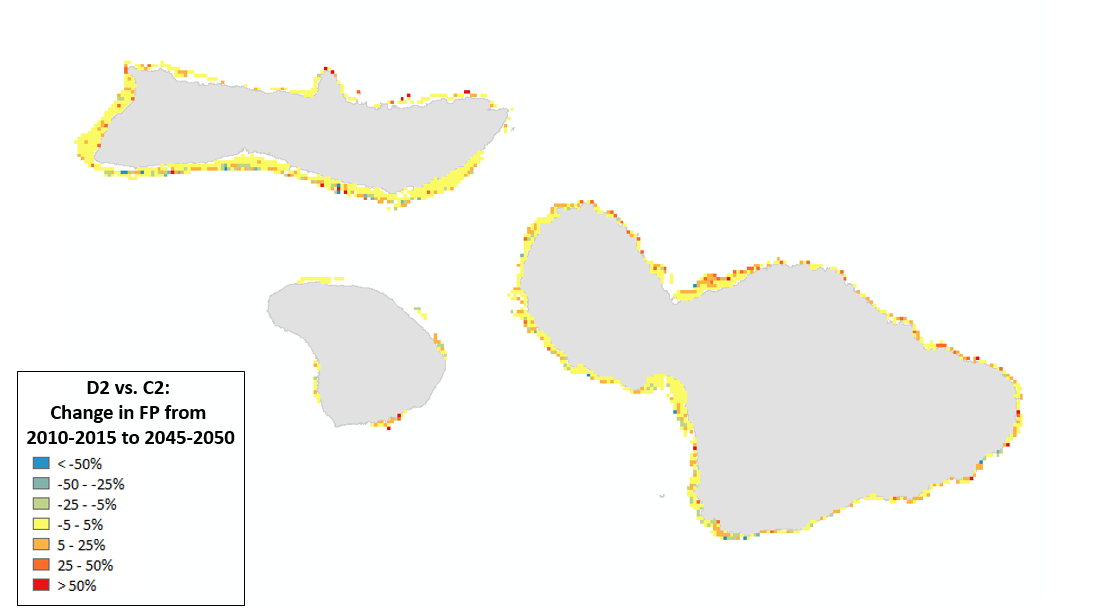 D2 vs. C2:
Change in FP from
2010-2015 to 2045-2050
< -50%
-50 - -25%
-25 - -5%
-5 - 5%
5 - 25%
25 - 50%
> 50%